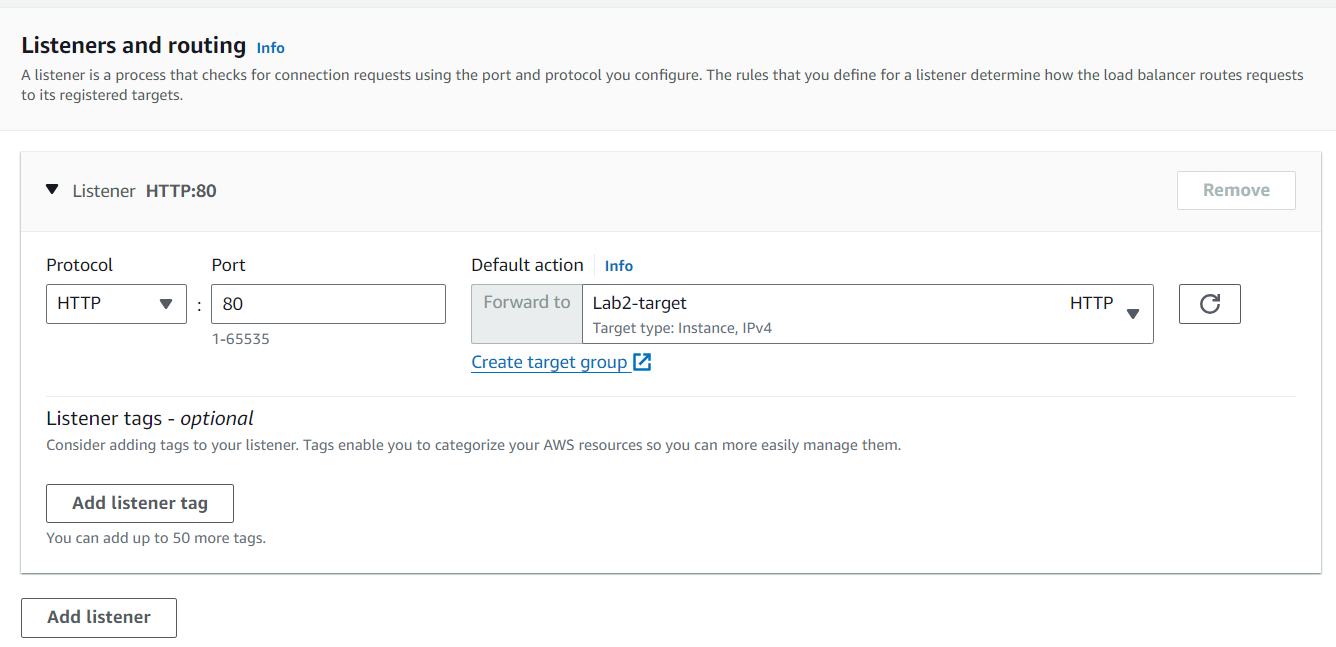 Listeners and routing Info
A listener is a process that checks for connection requests using the port and protocol you configure. The rules that you define for a listener determine how the load balancer routes requests
to its registered targets.
Listener HTTP:80
Remove
Protocol
Port
Default action
Info
HTTP
:
80
Forward to
Lab2-target
HTTP
Target type: Instance, IPv4
1-65535
Create target group
Listener tags - optional
Consider adding tags to your listener. Tags enable you to categorize your AWS resources so you can more easily manage them.
Add listener tag
You can add up to 50 more tags.
Add listener